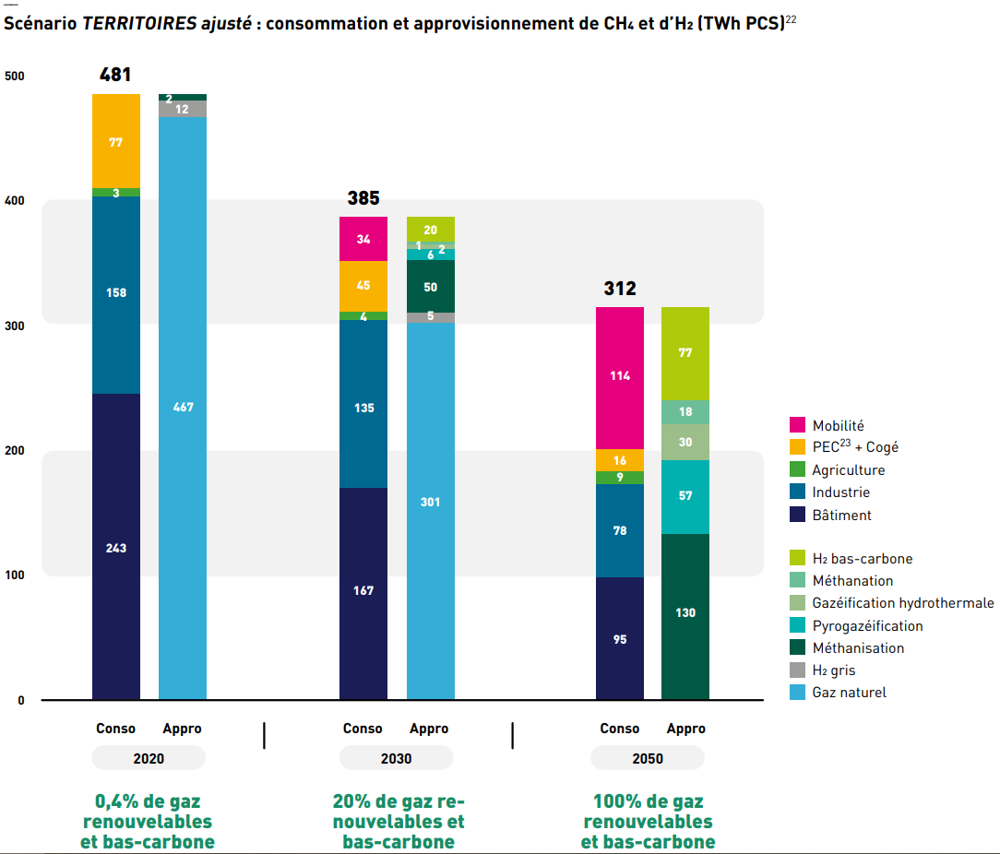 Scénario TERRITOIRES ajusté : consommation et approvisionnement de CH₄ et d'H₂ (TWh PCS)²²
500
400
300
200
100
0
481
77
3
158
243
2
12
467
385
34
45
4
135
167
20
1 2
6
50
5
301
312
114
16
9
78
95
77
18
30
57
130
Mobilité
PEC²³ + Cogé
Agriculture
Industrie
Bâtiment
H₂ bas-carbone
Méthanation
Gazéification hydrothermale
Pyrogazéification
Méthanisation
H₂ gris
Gaz naturel
Conso Appro
2020
Conso Appro
2030
Conso Appro
2050
0,4% de gaz
renouvelables
et bas-carbone
20% de gaz re-
nouvelables et
bas-carbone
100% de gaz
renouvelables
et bas-carbone